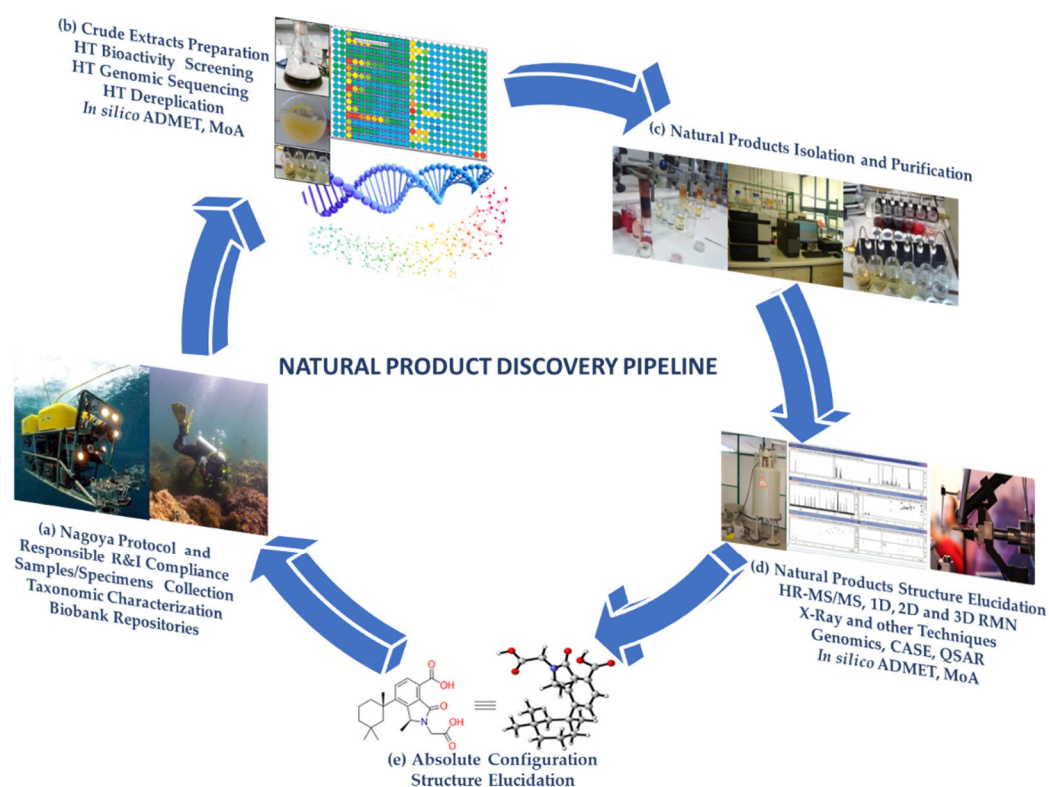 (b) Crude Extracts Preparation
HT Bioactivity Screening
HT Genomic Sequencing
HT Dereplication
In silico ADMET, MoA
(c) Natural Products Isolation and Purification
NATURAL PRODUCT DISCOVERY PIPELINE
(a) Nagoya Protocol and
Responsible R&I Compliance
Samples/Specimens Collection
Taxonomic Characterization
Biobank Repositories
(d) Natural Products Structure Elucidation
HR-MS/MS, 1D, 2D and 3D RMN
X-Ray and other Techniques
Genomics, CASE, QSAR
In silico ADMET, MoA
O
OH
O
N
OH
O
(e) Absolute Configuration
Structure Elucidation